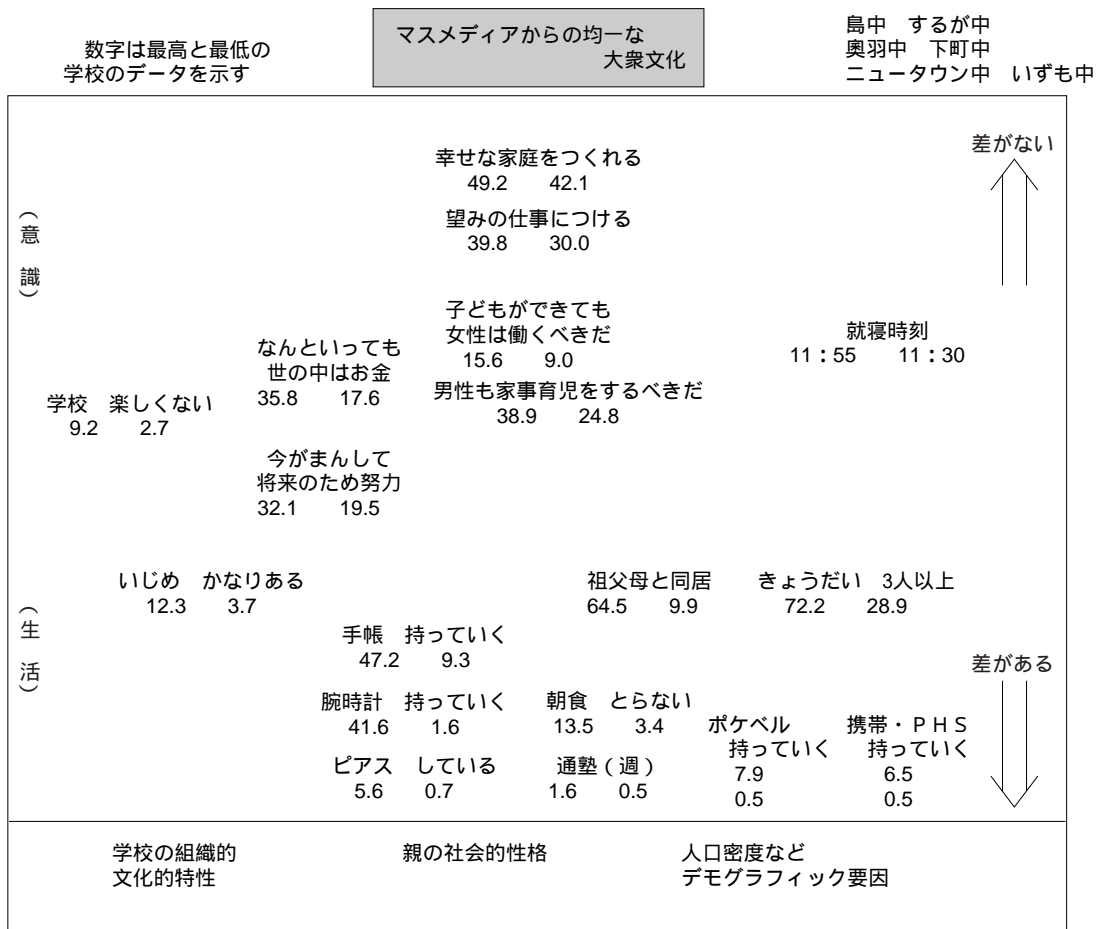 数字は最高と最低の
学校のデータを示す
マスメディアからの均一な
大衆文化
島中　するが中
奥羽中　下町中
ニュータウン中　いずも中
差がない
（意識）
幸せな家庭をつくれる
49.2　42.1
望みの仕事につける
39.8　30.0
子どもができても
女性は働くべきだ
15.6　9.0
就寝時刻
11：55　11：30
なんといっても
世の中はお金
35.8　17.6
男性も家事育児をするべきだ
38.9　24.8
学校　楽しくない
9.2　2.7
今がまんして
将来のため努力
32.1　19.5
（生活）
いじめ　かなりある
12.3　3.7
祖父母と同居
64.5　9.9
きょうだい　3人以上
72.2　28.9
手帳　持っていく
47.2　9.3
差がある
腕時計　持っていく
41.6　1.6
朝食　とらない
13.5　3.4
ポケベル
持っていく
7.9
0.5
携帯・ＰＨＳ
持っていく
6.5
0.5
ピアス　している
5.6　0.7
通塾（週）
1.6　0.5
学校の組織的
文化的特性
親の社会的性格
人口密度など
デモグラフィック要因